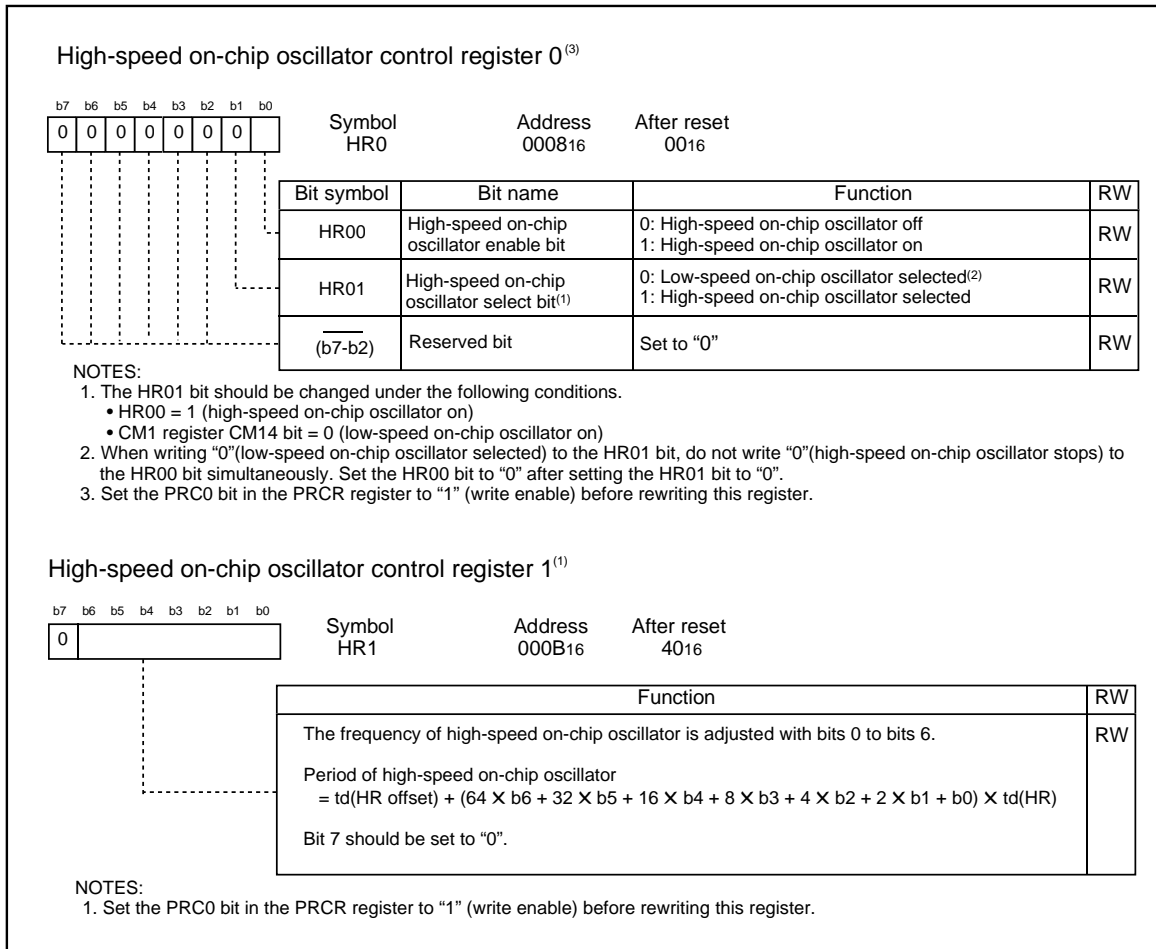 High-speed on-chip oscillator control register 0(3)
b7 b6 b5 b4 b3 b2 b1 b0
0 0 0 0 0 0 0
Symbol Address After reset
HR0 000816 0016
Bit symbol Bit name Function RW
HR00 High-speed on-chip oscillator enable bit 0: High-speed on-chip oscillator off RW
1: High-speed on-chip oscillator on
HR01 High-speed on-chip oscillator select bit(1) 0: Low-speed on-chip oscillator selected(2) RW
1: High-speed on-chip oscillator selected
(b7-b2) Reserved bit Set to “0” RW
NOTES:
1. The HR01 bit should be changed under the following conditions.
• HR00 = 1 (high-speed on-chip oscillator on)
• CM1 register CM14 bit = 0 (low-speed on-chip oscillator on)
2. When writing “0”(low-speed on-chip oscillator selected) to the HR01 bit, do not write “0”(high-speed on-chip oscillator stops) to
the HR00 bit simultaneously. Set the HR00 bit to “0” after setting the HR01 bit to “0”.
3. Set the PRC0 bit in the PRCR register to “1” (write enable) before rewriting this register.
High-speed on-chip oscillator control register 1(1)
b7 b6 b5 b4 b3 b2 b1 b0
0
Symbol Address After reset
HR1 000B16 4016
Function RW
The frequency of high-speed on-chip oscillator is adjusted with bits 0 to bits 6. RW
Period of high-speed on-chip oscillator
= td(HR offset) + (64 X b6 + 32 X b5 + 16 X b4 + 8 X b3 + 4 X b2 + 2 X b1 + b0) X td(HR)
Bit 7 should be set to “0”.
NOTES:
1. Set the PRC0 bit in the PRCR register to “1” (write enable) before rewriting this register.